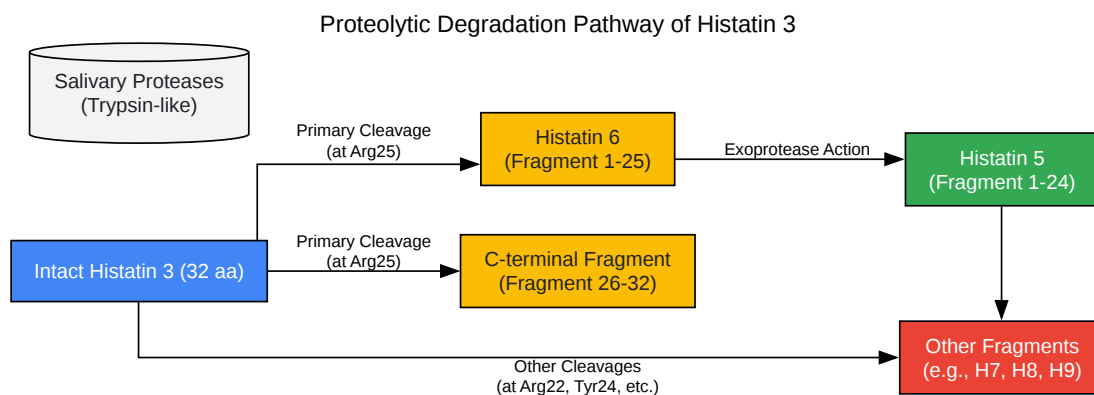 Proteolytic Degradation Pathway of Histatin 3
Salivary Proteases
(Trypsin-like)
Primary Cleavage
(at Arg25)
Histatin 6
(Fragment 1-25)
Exoprotease Action
Histatin 5
(Fragment 1-24)
Intact Histatin 3 (32 aa)
Primary Cleavage
(at Arg25)
C-terminal Fragment
(Fragment 26-32)
Other Cleavages
(at Arg22, Tyr24, etc.)
Other Fragments
(e.g., H7, H8, H9)